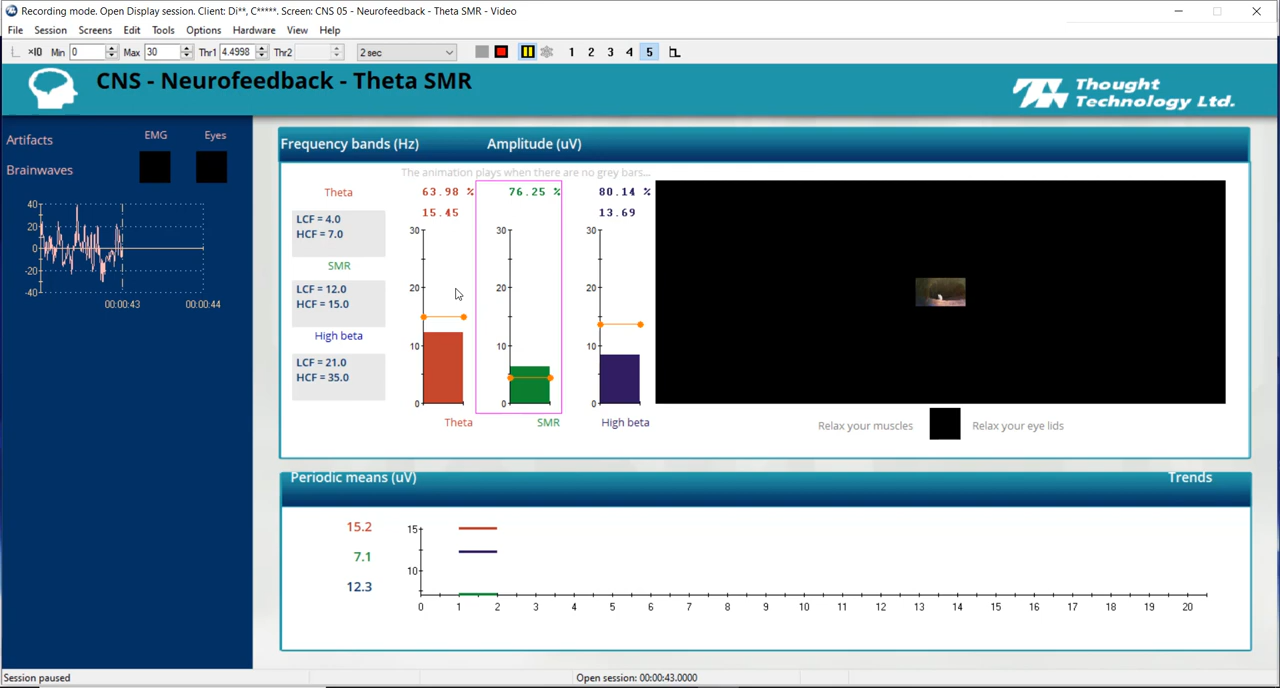 Recording mode. Open Display session. Client: Di**, C*****. Screen: CNS 05 - Neurofeedback - Theta SMR - Video
File Session Screens Edit Tools Options Hardware View Help
×10 Min 0 Max 30 Thr1 4.4998 Thr2 2 sec 1 2 3 4 5
CNS - Neurofeedback - Theta SMR
Thought
Technology Ltd.
Artifacts EMG Eyes
Brainwaves
40
20
0
-20
-40
00:00:43 00:00:44
Frequency bands (Hz) Amplitude (uV)
The animation plays when there are no grey bars...
Theta 63.98 % 76.25 % 80.14 %
15.45 13.69
LCF = 4.0
HCF = 7.0
SMR
LCF = 12.0
HCF = 15.0
High beta
LCF = 21.0
HCF = 35.0
30 30 30
20 20 20
10 10 10
0 0 0
Theta SMR High beta
Relax your muscles Relax your eye lids
Periodic means (uV) Trends
15.2
7.1
12.3
15
10
0 1 2 3 4 5 6 7 8 9 10 11 12 13 14 15 16 17 18 19 20
Session paused Open session: 00:00:43.0000